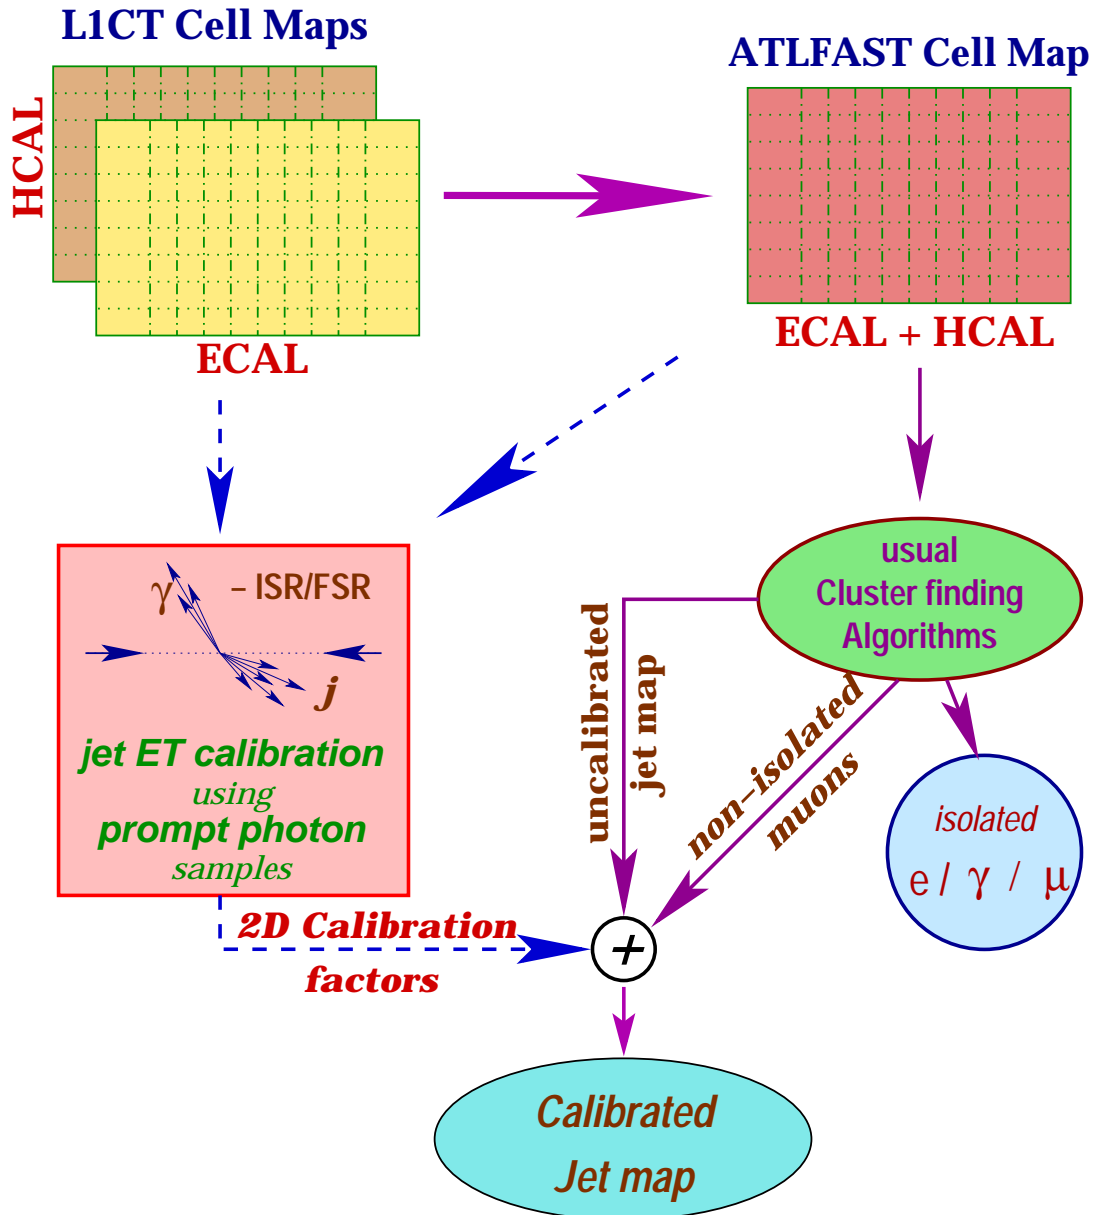 L1CT Cell Maps
ATLFAST Cell Map
HCAL
ECAL
ECAL + HCAL
γ
– ISR/FSR
j
jet ET calibration
using
prompt photon
samples
usual
Cluster finding
Algorithms
uncalibrated
jet map
non–isolated
muons
isolated
e / γ / μ
2D Calibration
factors
+
Calibrated
Jet map